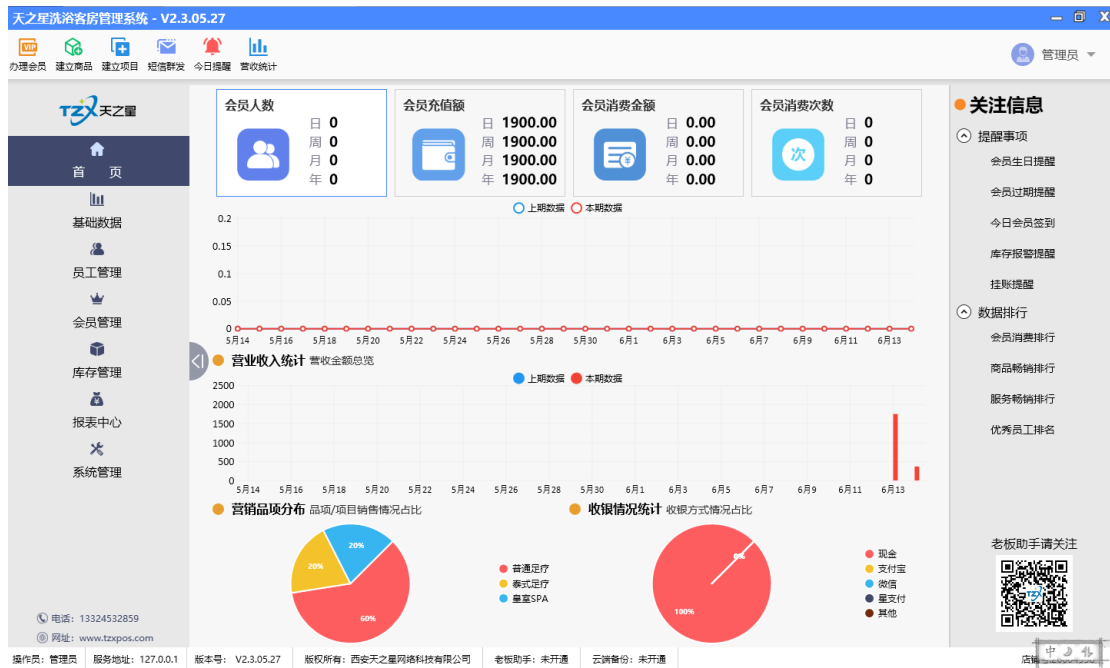 天之星洗浴客房管理系统 - V2.3.05.27
VIP
办理会员 建立商品 建立项目 短信群发 今日提醒 营收统计
管理员
TZX 天之星
首 页
基础数据
员工管理
会员管理
库存管理
报表中心
系统管理
电话: 13324532859
网址: www.tzxpos.com
会员人数
日 0
周 0
月 0
年 0
会员充值额
日 1900.00
周 1900.00
月 1900.00
年 1900.00
会员消费金额
日 0.00
周 0.00
月 0.00
年 0.00
会员消费次数
次
日 0
周 0
月 0
年 0
上期数据 本期数据
0.2
0.15
0.1
0.05
0
5月14 5月16 5月18 5月20 5月22 5月24 5月26 5月28 5月30 6月1 6月3 6月5 6月7 6月9 6月11 6月13
营业收入统计 营收金额总览
上期数据 本期数据
2500
2000
1500
1000
500
0
5月14 5月16 5月18 5月20 5月22 5月24 5月26 5月28 5月30 6月1 6月3 6月5 6月7 6月9 6月11 6月13
营销品项分布 品项/项目销售情况占比
20%
20%
60%
普通足疗
泰式足疗
皇室SPA
收银情况统计 收银方式情况占比
0%
100%
现金
支付宝
微信
星支付
其他
关注信息
提醒事项
会员生日提醒
会员过期提醒
今日会员签到
库存报警提醒
挂账提醒
数据排行
会员消费排行
商品畅销排行
服务畅销排行
优秀员工排名
老板助手请关注
TZX
操作员: 管理员 服务地址: 127.0.0.1 版本号: V2.3.05.27 版权所有: 西安天之星网络科技有限公司 老板助手: 未开通 云端备份: 未开通
中